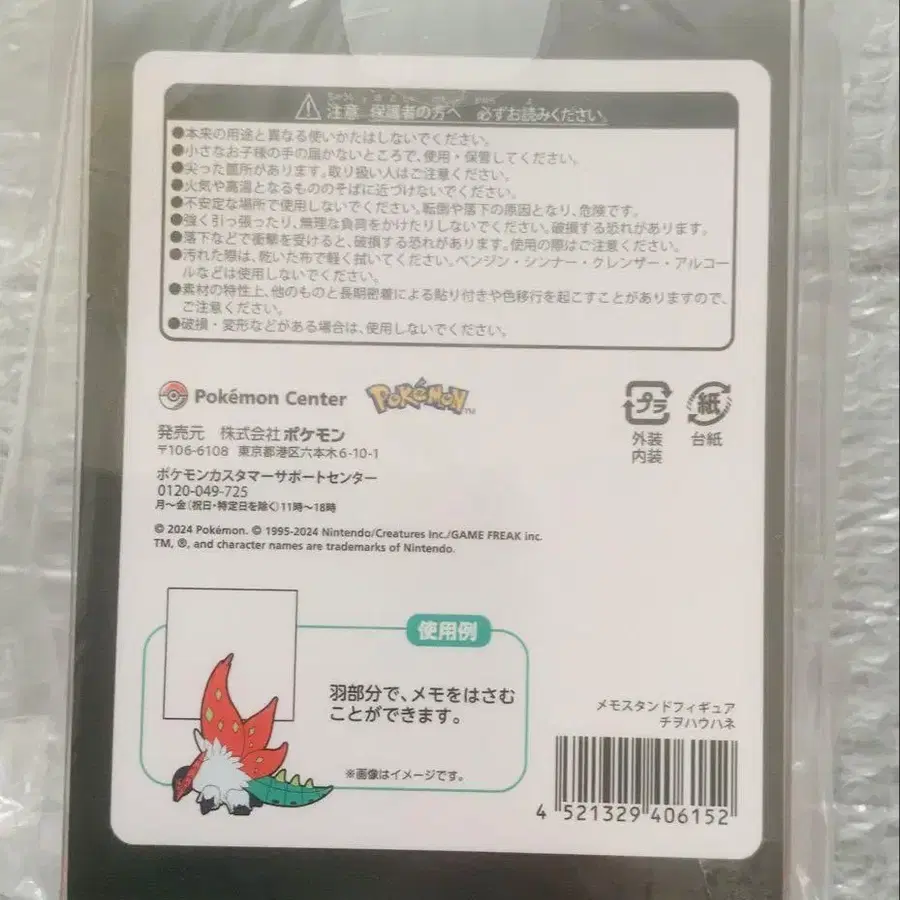 注意 保護者の方へ 必ずお読みください。
●本来の用途と異なる使いかたはしないでください。
●小さなお子様の手の届かないところで、使用・保管してください。
●尖った箇所があります。取り扱い人はご注意ください。
●火気や高温となるもののそばに近づけないでください。
●不安定な場所で使用しないでください。転倒や落下の原因となり、危険です。
●強く引っ張ったり、無理な負荷をかけたりしないでください。破損する恐れがあります。
●落下などで衝撃を受けると、破損する恐れがあります。使用の際はご注意ください。
●汚れた際は、乾いた布で軽く拭いてください。ベンジン・シンナー・クレンザー・アルコー
ルなどは使用しないでください。
●素材の特性上、他のものと長期密着による貼り付きや色移行を起こすことがありますので、
ご注意ください。
●破損・変形などがある場合は、使用しないでください。
Pokémon Center POKéMON TM
プラ 紙
外装 台紙
内装
発売元 株式会社ポケモン
〒106-6108 東京都港区六本木6-10-1
ポケモンカスタマーサポートセンター
0120-049-725
月～金(祝日・特定日を除く)11時～18時
© 2024 Pokémon. © 1995-2024 Nintendo/Creatures Inc./GAME FREAK inc.
TM, ®, and character names are trademarks of Nintendo.
使用例
羽部分で、メモをはさむ
ことができます。
※画像はイメージです。
メモスタンドフィギュア
チヲハウハネ
4 521329 406152